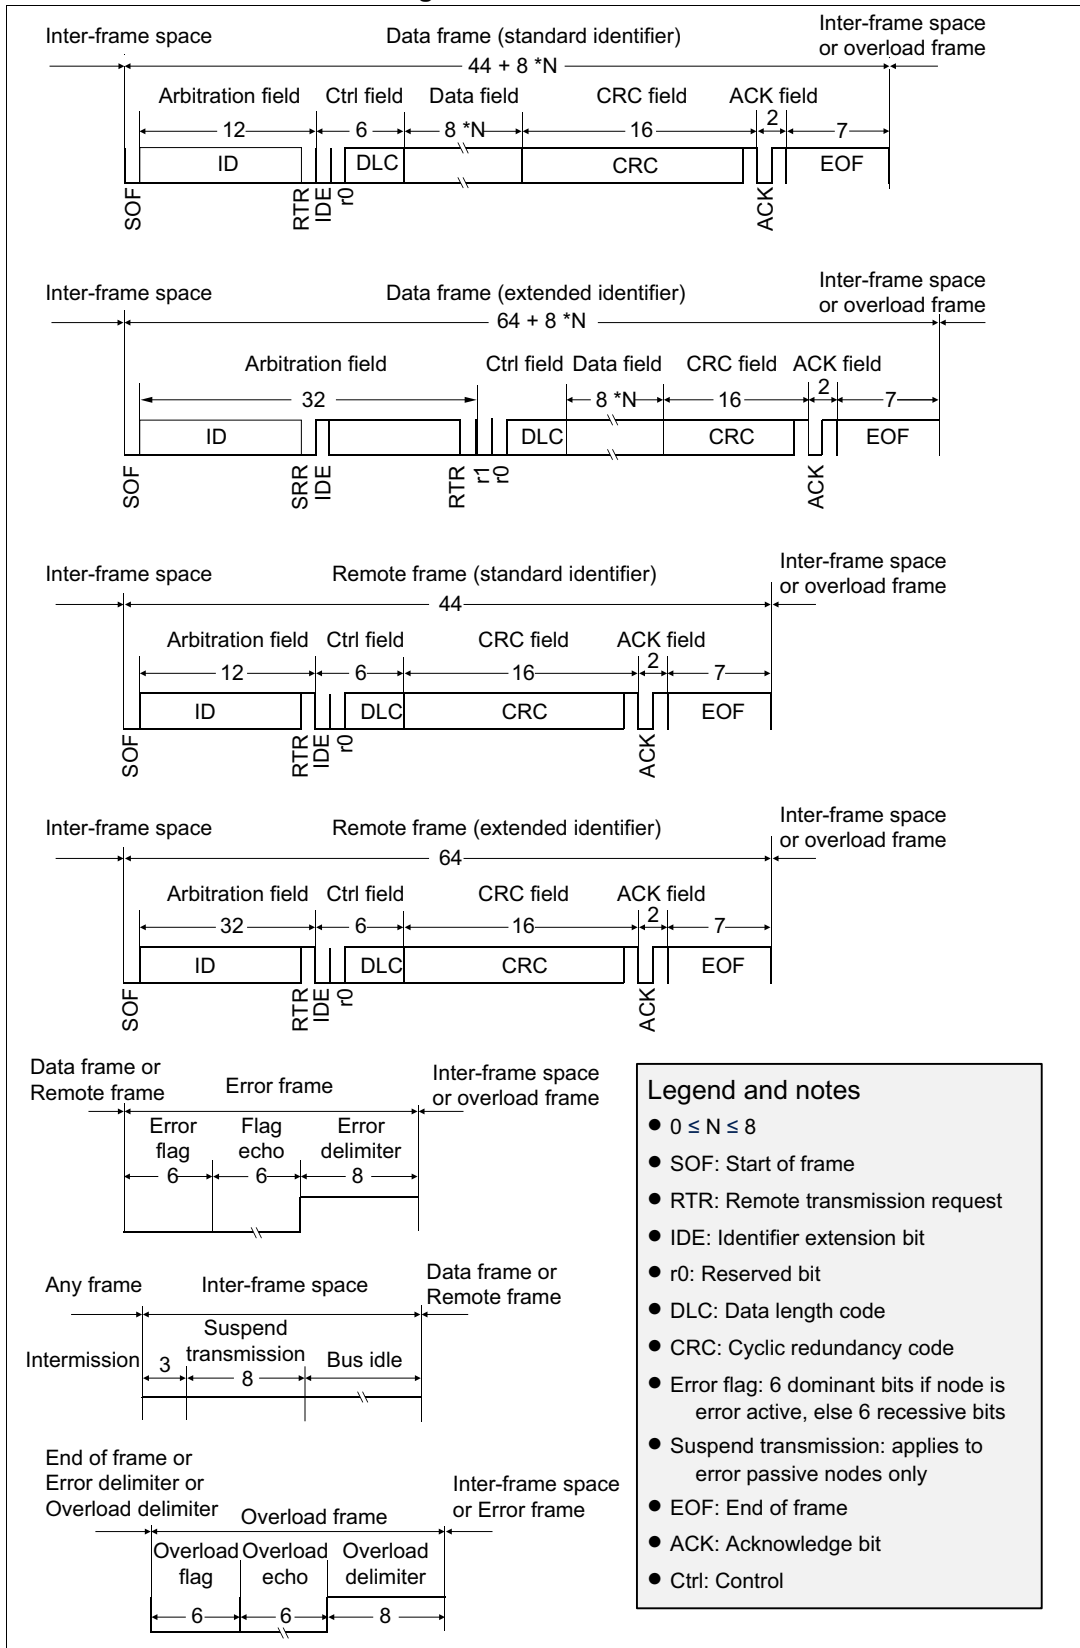 Inter-frame space
Data frame (standard identifier)
Inter-frame space
or overload frame
44 + 8 *N
Arbitration field Ctrl field Data field CRC field ACK field
12 6 8 *N 16 2 7
ID DLC CRC EOF
SOF RTR IDE r0 ACK
Inter-frame space
Data frame (extended identifier)
Inter-frame space
or overload frame
64 + 8 *N
Arbitration field Ctrl field Data field CRC field ACK field
32 8 *N 16 2 7
ID DLC CRC EOF
SOF SRR IDE RTR r1 r0 ACK
Inter-frame space
Remote frame (standard identifier)
Inter-frame space
or overload frame
44
Arbitration field Ctrl field CRC field ACK field
12 6 16 2 7
ID DLC CRC EOF
SOF RTR IDE r0 ACK
Inter-frame space
Remote frame (extended identifier)
Inter-frame space
or overload frame
64
Arbitration field Ctrl field CRC field ACK field
32 6 16 2 7
ID DLC CRC EOF
SOF RTR IDE r0 ACK
Data frame or
Remote frame
Error frame
Inter-frame space
or overload frame
Error
flag
Flag
echo
Error
delimiter
6 6 8
Any frame
Inter-frame space
Data frame or
Remote frame
Intermission
3
Suspend
transmission
8
Bus idle
End of frame or
Error delimiter or
Overload delimiter
Overload frame
Inter-frame space
or Error frame
Overload
flag
Overload
echo
Overload
delimiter
6 6 8
Legend and notes
● 0 ≤ N ≤ 8
● SOF: Start of frame
● RTR: Remote transmission request
● IDE: Identifier extension bit
● r0: Reserved bit
● DLC: Data length code
● CRC: Cyclic redundancy code
● Error flag: 6 dominant bits if node is
error active, else 6 recessive bits
● Suspend transmission: applies to
error passive nodes only
● EOF: End of frame
● ACK: Acknowledge bit
● Ctrl: Control